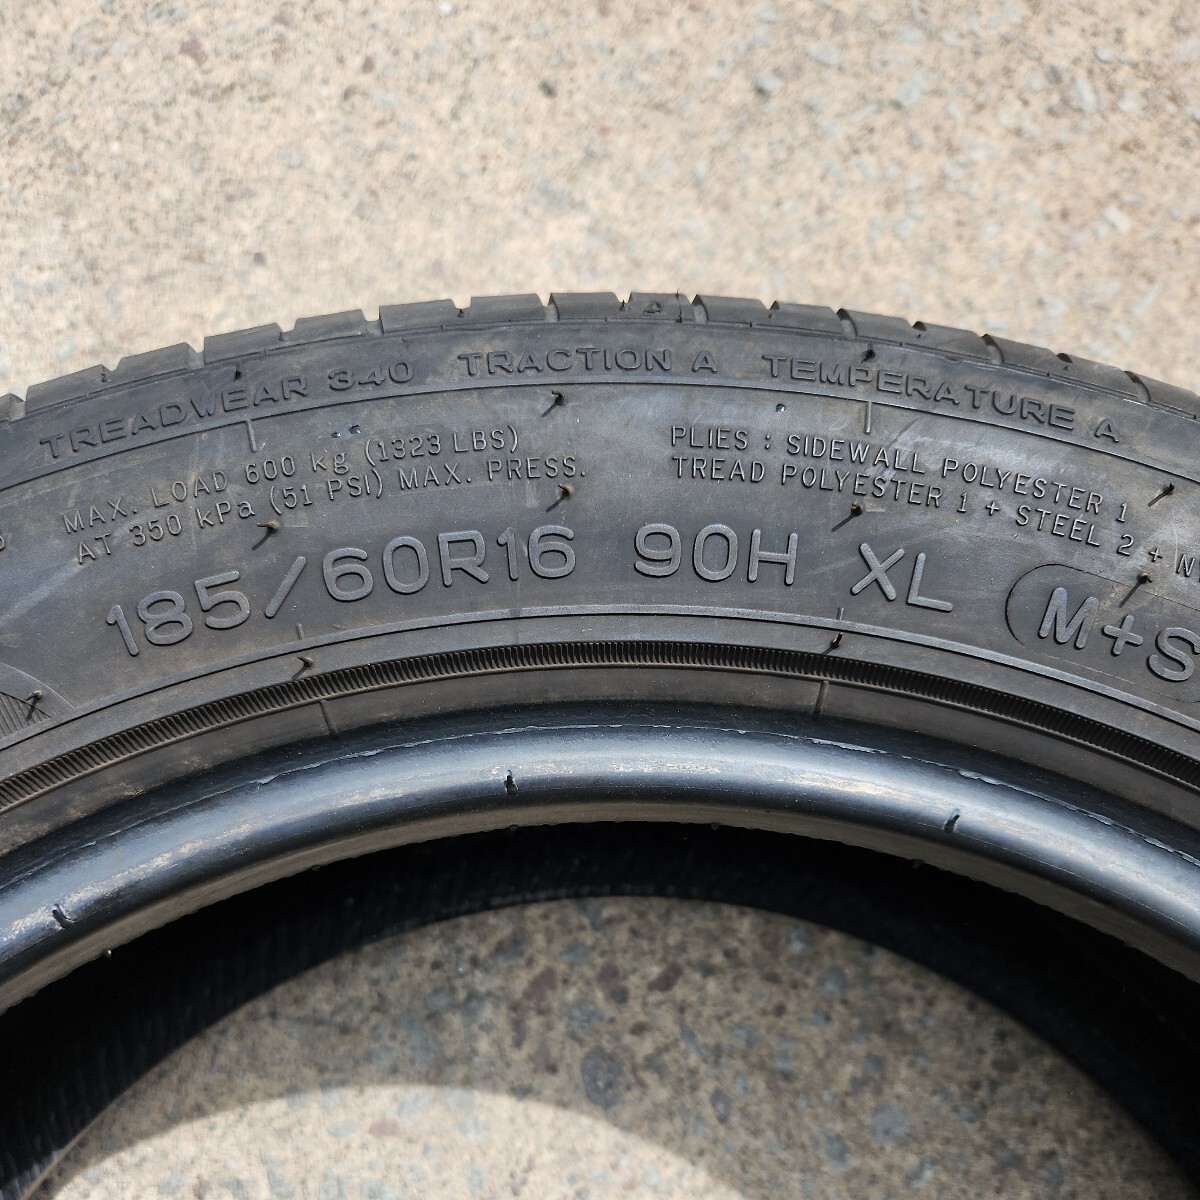 TREADWEAR 340 TRACTION A TEMPERATURE A
MAX. LOAD 600 kg (1323 LBS)
AT 350 kPa (51 PSI) MAX. PRESS.
PLIES : SIDEWALL POLYESTER 1
TREAD POLYESTER 1 + STEEL 2 +
185/60R16 90H XL M+S